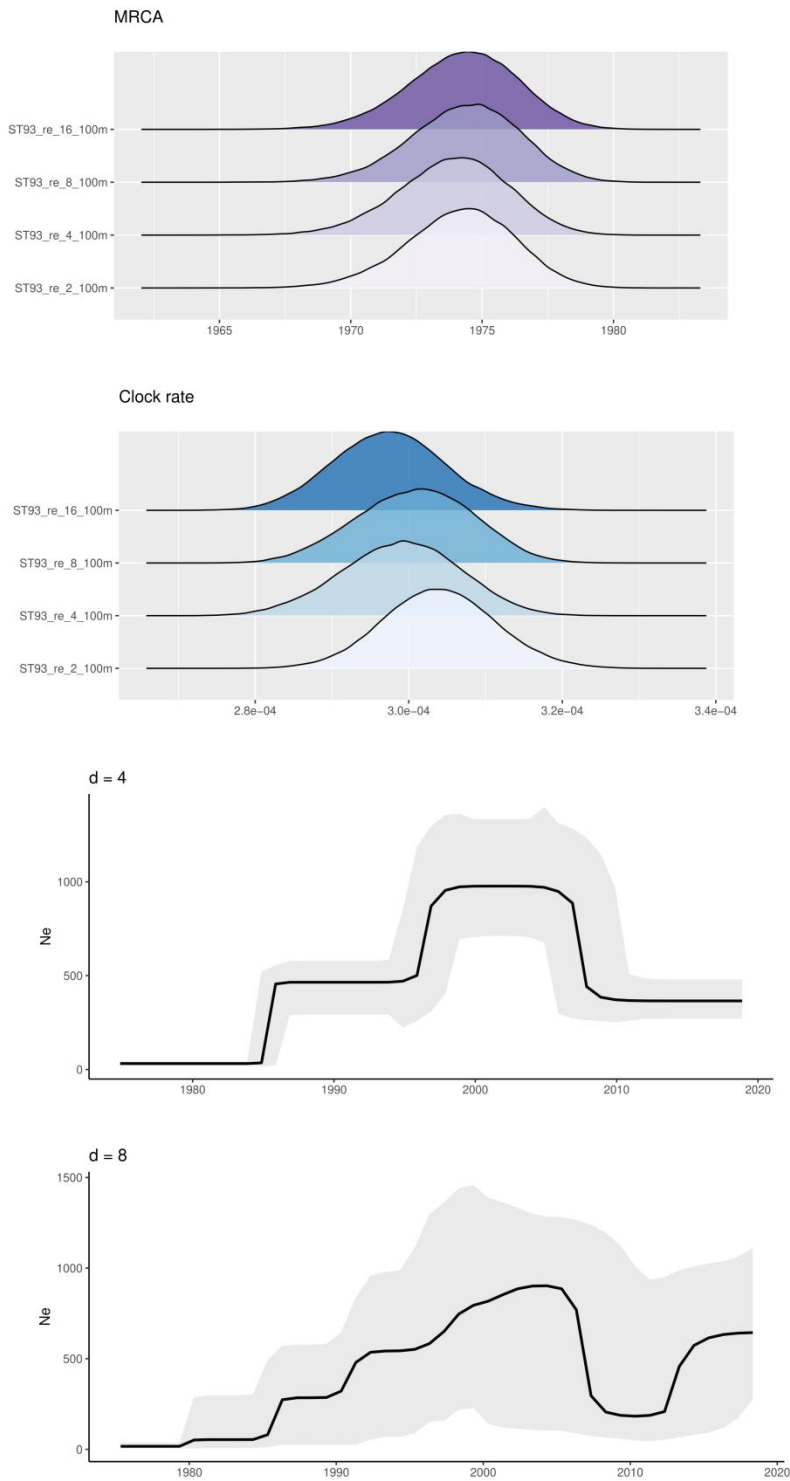 MRCA
ST93_re_16_100m
ST93_re_8_100m
ST93_re_4_100m
ST93_re_2_100m
1965 1970 1975 1980
Clock rate
ST93_re_16_100m
ST93_re_8_100m
ST93_re_4_100m
ST93_re_2_100m
2.8e−04 3.0e−04 3.2e−04 3.4e−04
d = 4
1000
Ne
500
0
1980 1990 2000 2010 2020
d = 8
1500
1000
Ne
500
0
1980 1990 2000 2010 2020